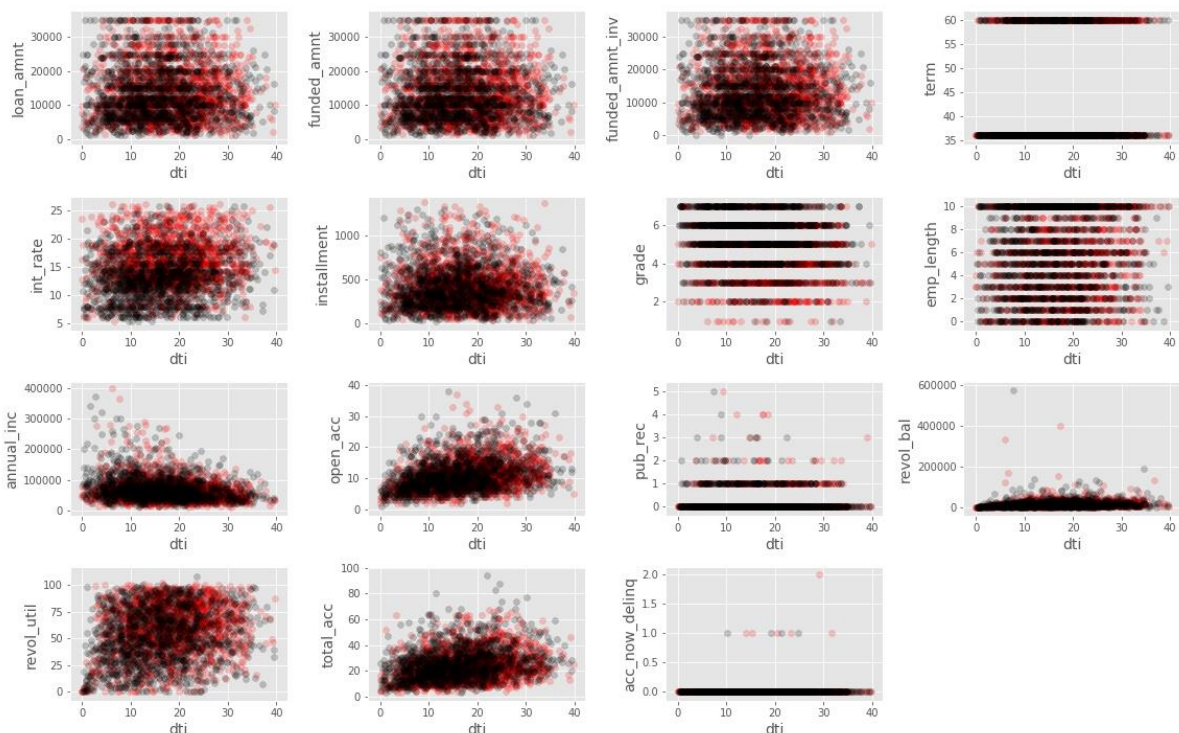 loan_amnt
30000
20000
10000
0
0 10 20 30 40
dti
funded_amnt
30000
20000
10000
0
0 10 20 30 40
dti
funded_amnt_inv
30000
20000
10000
0
0 10 20 30 40
dti
term
60
55
50
45
40
35
0 10 20 30 40
dti
int_rate
25
20
15
10
5
0 10 20 30 40
dti
installment
1000
500
0
0 10 20 30 40
dti
grade
6
4
2
0 10 20 30 40
dti
emp_length
10
8
6
4
2
0
0 10 20 30 40
dti
annual_inc
400000
300000
200000
100000
0
0 10 20 30 40
dti
open_acc
40
30
20
10
0
0 10 20 30 40
dti
pub_rec
5
4
3
2
1
0
0 10 20 30 40
dti
revol_bal
600000
400000
200000
0
0 10 20 30 40
dti
revol_util
100
75
50
25
0
0 10 20 30 40
dti
total_acc
100
80
60
40
20
0
0 10 20 30 40
dti
acc_now_delinq
2.0
1.5
1.0
0.5
0.0
0 10 20 30 40
dti